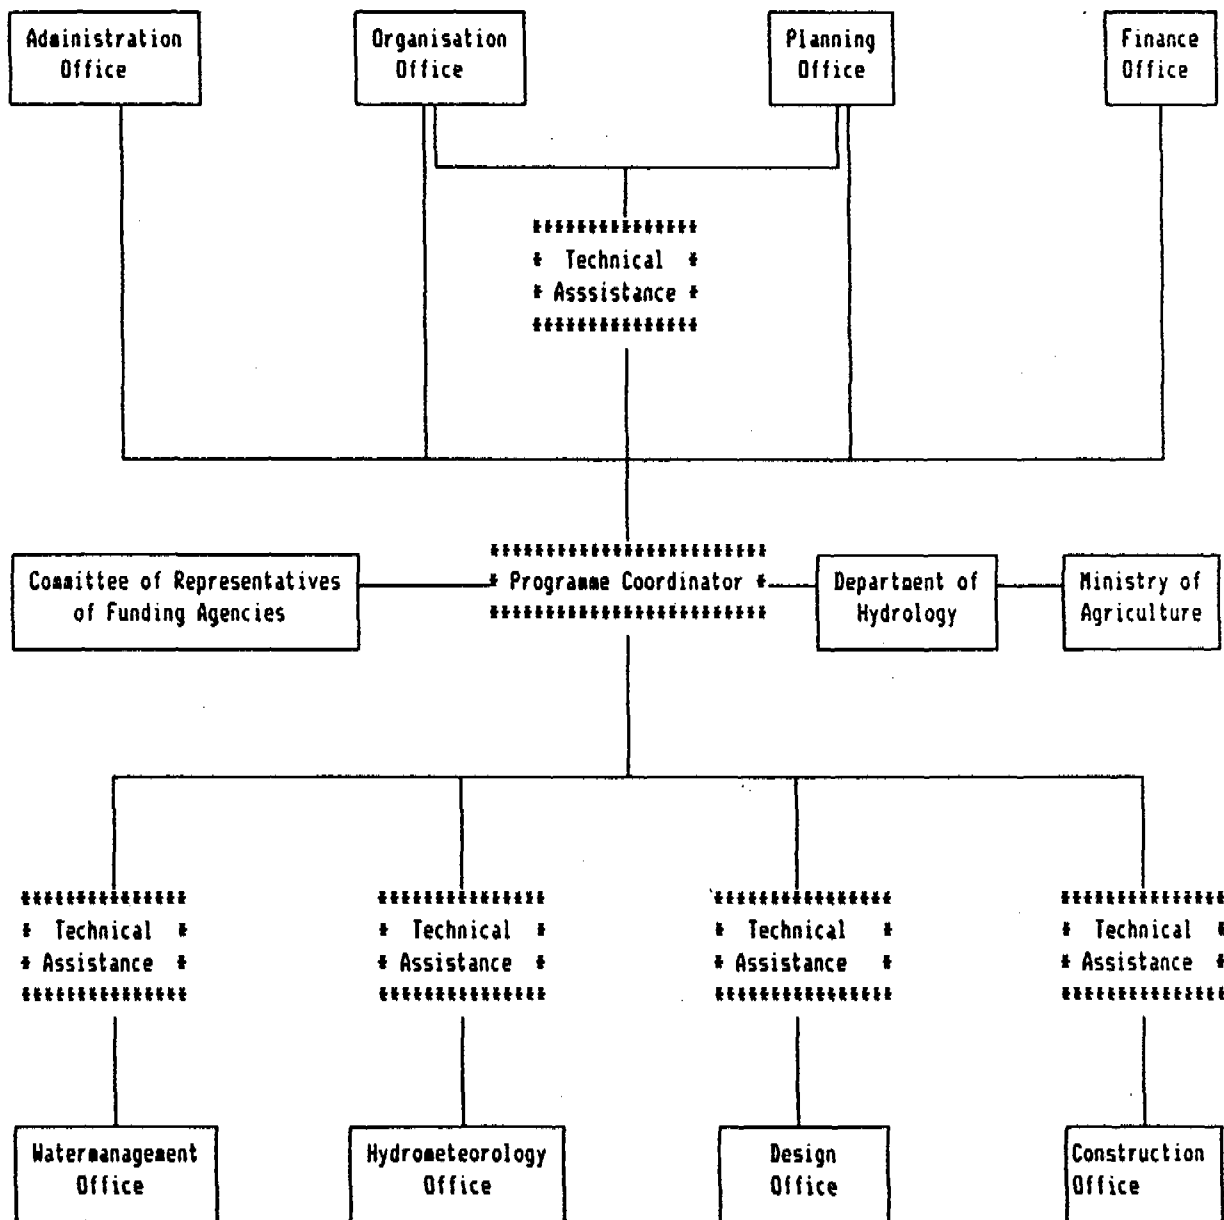 Administration
Office
Organisation
Office
Planning
Office
Finance
Office
***************
* Technical *
* Asssistance *
***************
Committee of Representatives
of Funding Agencies
************************
* Programme Coordinator *
************************
Department of
Hydrology
Ministry of
Agriculture
***************
* Technical *
* Assistance *
***************
***************
* Technical *
* Assistance *
***************
****************
* Technical *
* Assistance *
****************
***************
* Technical *
* Assistance *
***************
Watermanagement
Office
Hydrometeorology
Office
Design
Office
Construction
Office